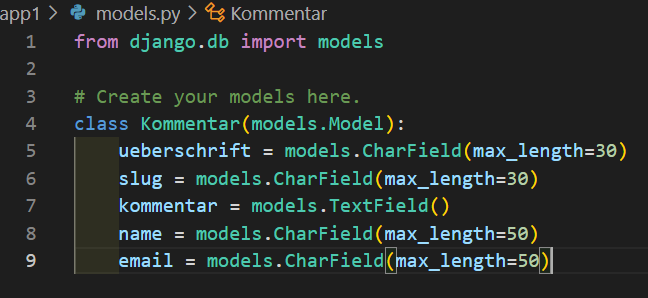 app1 > models.py > Kommentar
1 from django.db import models
2
3 # Create your models here.
4 class Kommentar(models.Model):
5     ueberschrift = models.CharField(max_length=30)
6     slug = models.CharField(max_length=30)
7     kommentar = models.TextField()
8     name = models.CharField(max_length=50)
9     email = models.CharField(max_length=50)